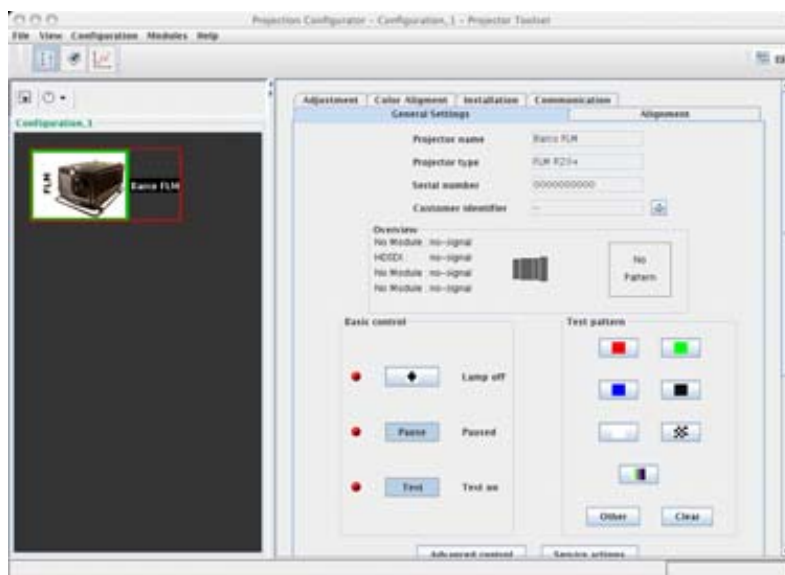 Projection Configurator - Configuration_1 - Projector Toolset
File View Configuration Modules Help
Configuration_1
FLM
Barco FLM
Adjustment Color Alignment Installation Communication
General Settings Alignment
Projector name Barco FLM
Projector type FLM R20+
Serial number 0000000000
Customer identifier -
Overview
No Module : no-signal
HDSDI : no-signal
No Module : no-signal
No Module : no-signal
No
Pattern
Basic control
Lamp off
Pause Paused
Test Test on
Test pattern
Other Clear
Advanced control Service actions